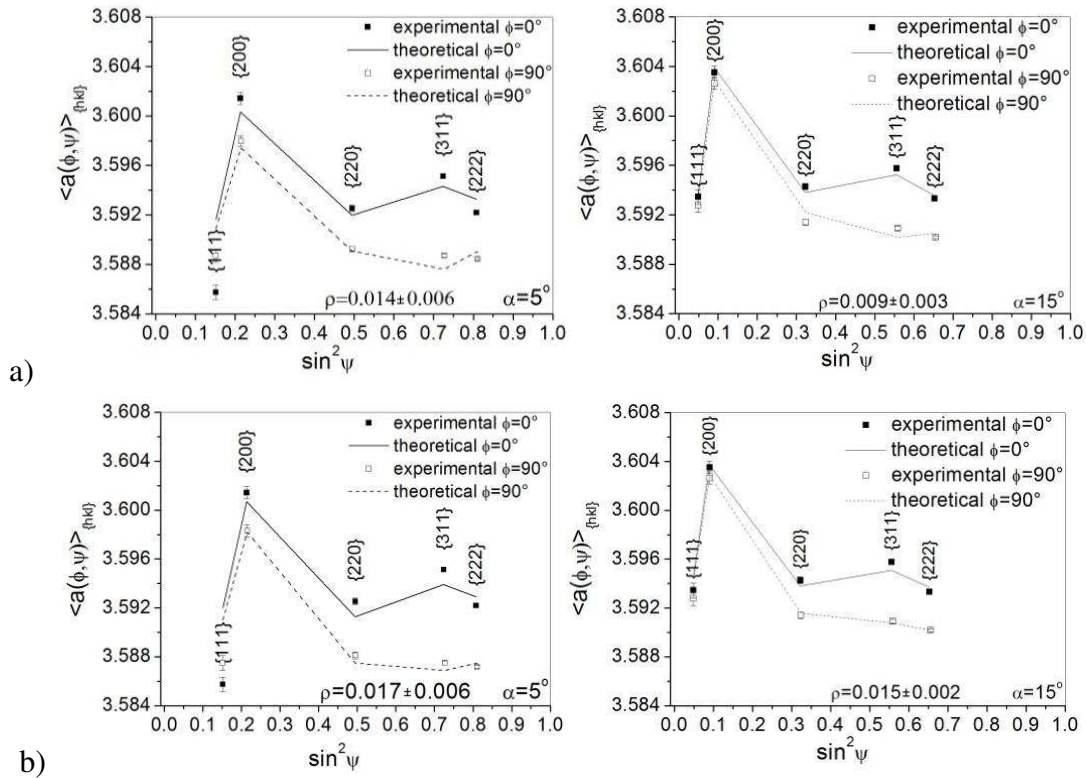 3.608
3.604
3.600
3.596
3.592
3.588
3.584
<a(ϕ,ψ)>{hkl}
{111}
{200}
{220}
{311}
{222}
experimental ϕ=0°
theoretical ϕ=0°
experimental ϕ=90°
theoretical ϕ=90°
ρ=0.014±0.006
α=5°
0.0 0.1 0.2 0.3 0.4 0.5 0.6 0.7 0.8 0.9 1.0
sin²ψ
3.608
3.604
3.600
3.596
3.592
3.588
3.584
<a(ϕ,ψ)>{hkl}
{111}
{200}
{220}
{311}
{222}
experimental ϕ=0°
theoretical ϕ=0°
experimental ϕ=90°
theoretical ϕ=90°
ρ=0.009±0.003
α=15°
0.0 0.1 0.2 0.3 0.4 0.5 0.6 0.7 0.8 0.9 1.0
sin²ψ
a)
3.608
3.604
3.600
3.596
3.592
3.588
3.584
<a(ϕ,ψ)>{hkl}
{111}
{200}
{220}
{311}
{222}
experimental ϕ=0°
theoretical ϕ=0°
experimental ϕ=90°
theoretical ϕ=90°
ρ=0.017±0.006
α=5°
0.0 0.1 0.2 0.3 0.4 0.5 0.6 0.7 0.8 0.9 1.0
sin²ψ
3.608
3.604
3.600
3.596
3.592
3.588
3.584
<a(ϕ,ψ)>{hkl}
{111}
{200}
{220}
{311}
{222}
experimental ϕ=0°
theoretical ϕ=0°
experimental ϕ=90°
theoretical ϕ=90°
ρ=0.015±0.002
α=15°
0.0 0.1 0.2 0.3 0.4 0.5 0.6 0.7 0.8 0.9 1.0
sin²ψ
b)